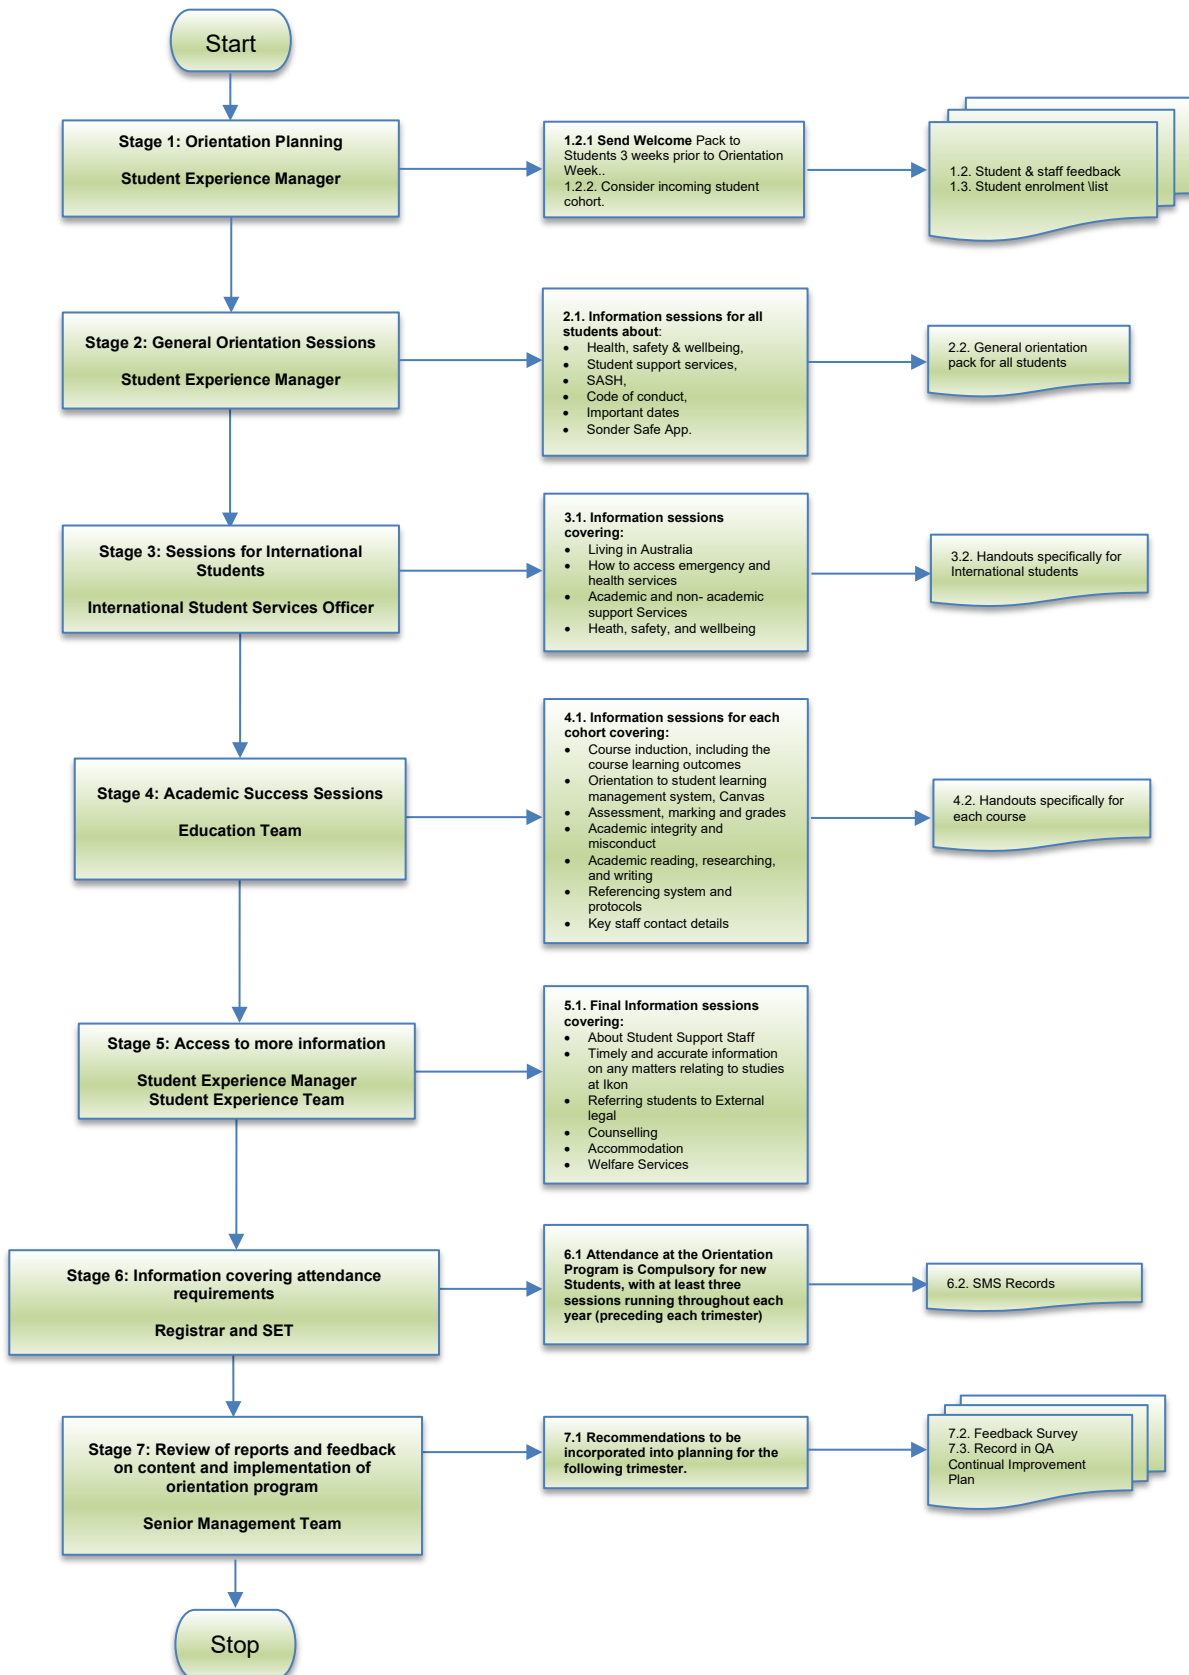 Start
Stage 1: Orientation Planning
Student Experience Manager
1.2.1 Send Welcome Pack to
Students 3 weeks prior to Orientation
Week..
1.2.2. Consider incoming student
cohort.
1.2. Student & staff feedback
1.3. Student enrolment \list
Stage 2: General Orientation Sessions
Student Experience Manager
2.1. Information sessions for all
students about:
• Health, safety & wellbeing,
• Student support services,
• SASH,
• Code of conduct,
• Important dates
• Sonder Safe App.
2.2. General orientation
pack for all students
Stage 3: Sessions for International
Students
International Student Services Officer
3.1. Information sessions
covering:
• Living in Australia
• How to access emergency and
health services
• Academic and non- academic
support Services
• Heath, safety, and wellbeing
3.2. Handouts specifically for
International students
Stage 4: Academic Success Sessions
Education Team
4.1. Information sessions for each
cohort covering:
• Course induction, including the
course learning outcomes
• Orientation to student learning
management system, Canvas
• Assessment, marking and grades
• Academic integrity and
misconduct
• Academic reading, researching,
and writing
• Referencing system and
protocols
• Key staff contact details
4.2. Handouts specifically for
each course
Stage 5: Access to more information
Student Experience Manager
Student Experience Team
5.1. Final Information sessions
covering:
• About Student Support Staff
• Timely and accurate information
on any matters relating to studies
at Ikon
• Referring students to External
legal
• Counselling
• Accommodation
• Welfare Services
Stage 6: Information covering attendance
requirements
Registrar and SET
6.1 Attendance at the Orientation
Program is Compulsory for new
Students, with at least three
sessions running throughout each
year (preceding each trimester)
6.2. SMS Records
Stage 7: Review of reports and feedback
on content and implementation of
orientation program
Senior Management Team
7.1 Recommendations to be
incorporated into planning for the
following trimester.
7.2. Feedback Survey
7.3. Record in QA
Continual Improvement
Plan
Stop